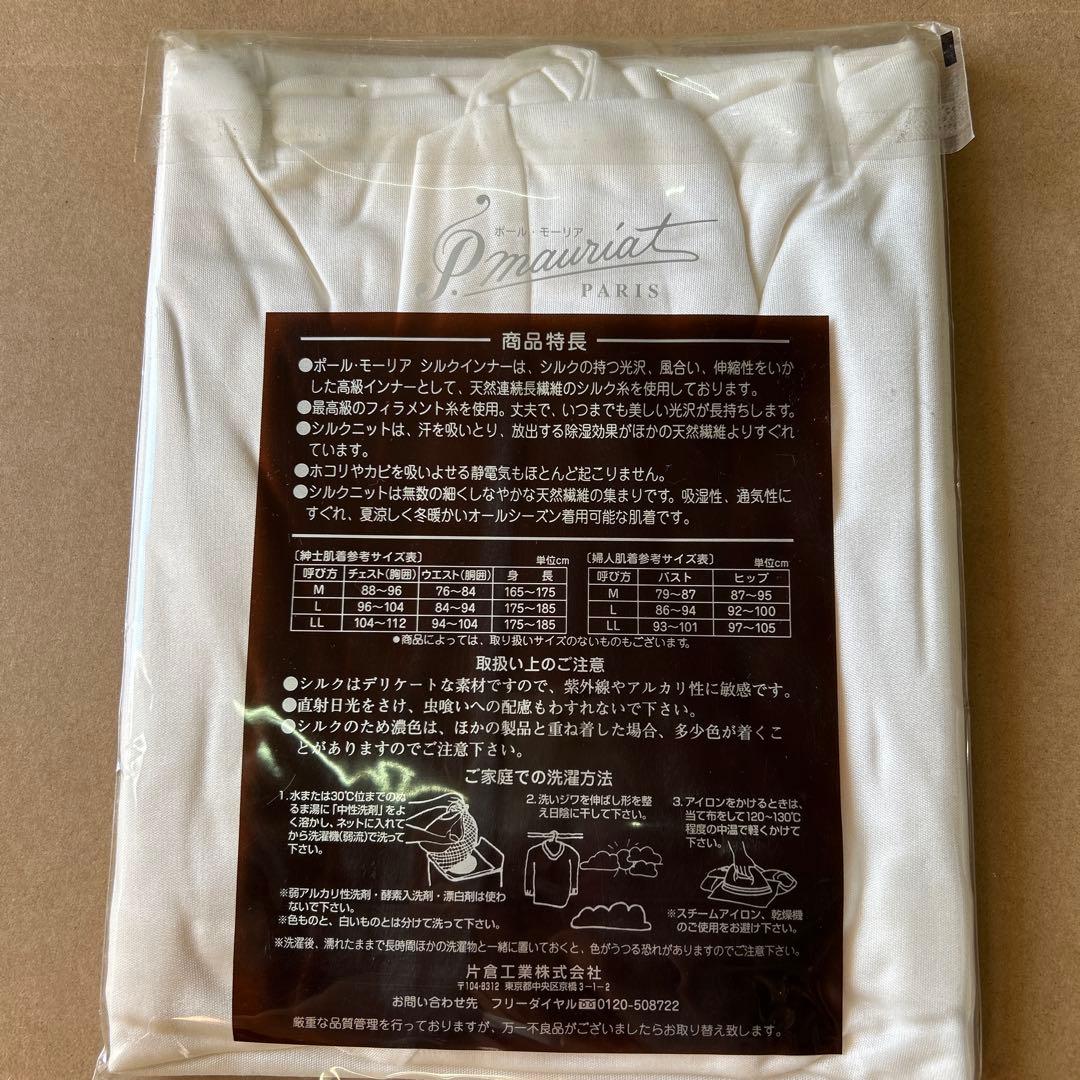 ポール・モーリア
P. mauriat
PARIS
商品特長
●ポール・モーリア シルクインナーは、シルクの持つ光沢、風合い、伸縮性をいか
した高級インナーとして、天然連続長繊維のシルク糸を使用しております。
●最高級のフィラメント糸を使用。丈夫で、いつまでも美しい光沢が長持ちします。
●シルクニットは、汗を吸いとり、放出する除湿効果がほかの天然繊維よりすぐれ
ています。
●ホコリやカビを吸いよせる静電気もほとんど起こりません。
●シルクニットは無数の細くしなやかな天然繊維の集まりです。吸湿性、通気性に
すぐれ、夏涼しく冬暖かいオールシーズン着用可能な肌着です。
〔紳士肌着参考サイズ表〕 単位cm
呼び方 チェスト(胸囲) ウエスト(胴囲) 身 長
M 88〜96 76〜84 165〜175
L 96〜104 84〜94 175〜185
LL 104〜112 94〜104 175〜185
〔婦人肌着参考サイズ表〕 単位cm
呼び方 バスト ヒップ
M 79〜87 87〜95
L 86〜94 92〜100
LL 93〜101 97〜105
●商品によっては、取り扱いサイズのないものもございます。
取扱い上のご注意
●シルクはデリケートな素材ですので、紫外線やアルカリ性に敏感です。
●直射日光をさけ、虫喰いへの配慮もわすれないで下さい。
●シルクのため濃色は、ほかの製品と重ね着した場合、多少色が着くこ
とがありますのでご注意下さい。
ご家庭での洗濯方法
1.水または30℃位までのぬ
るま湯に「中性洗剤」をよ
く溶かし、ネットに入れて
から洗濯機(弱流)で洗って
下さい。
※弱アルカリ性洗剤・酵素入洗剤・漂白剤は使わ
ないで下さい。
※色ものと、白いものとは分けて洗って下さい。
2.洗いジワを伸ばし形を整
え日陰に干して下さい。
3.アイロンをかけるときは、
当て布をして120〜130℃
程度の中温で軽くかけて
下さい。
※スチームアイロン、乾燥機
のご使用をお避け下さい。
※洗濯後、濡れたままで長時間ほかの洗濯物と一緒に置いておくと、色がうつる恐れがありますのでご注意下さい。
片倉工業株式会社
〒104-8312 東京都中央区京橋3-1-2
お問い合わせ先 フリーダイヤル0120-508722
厳重な品質管理を行っておりますが、万一不良品がございましたらお取り替え致します。